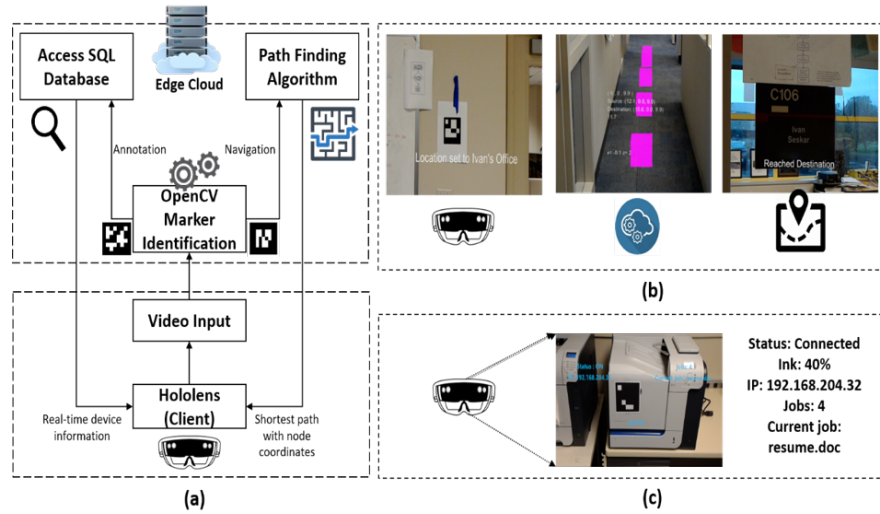 Access SQL
Database
Edge Cloud
Path Finding
Algorithm
Annotation
Navigation
OpenCV
Marker
Identification
Video Input
Hololens
(Client)
Real-time device
information
Shortest path
with node
coordinates
(a)
Location set to Ivan's Office
C106
Ivan
Seskar
Reached Destination
(b)
Status: Connected
Ink: 40%
IP: 192.168.204.32
Jobs: 4
Current job:
resume.doc
(c)